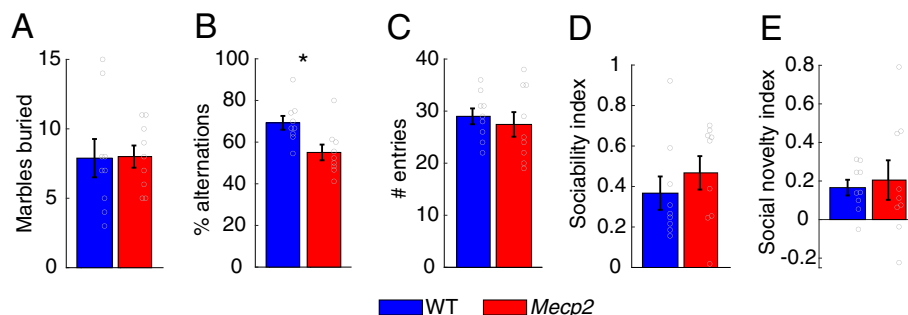 A
Marbles buried
15
10
5
0
B
% alternations
100
80
60
40
20
0
*
C
# entries
40
30
20
10
0
D
Sociability index
1
0.8
0.6
0.4
0.2
0
E
Social novelty index
0.8
0.6
0.4
0.2
0
-0.2
WT
Mecp2